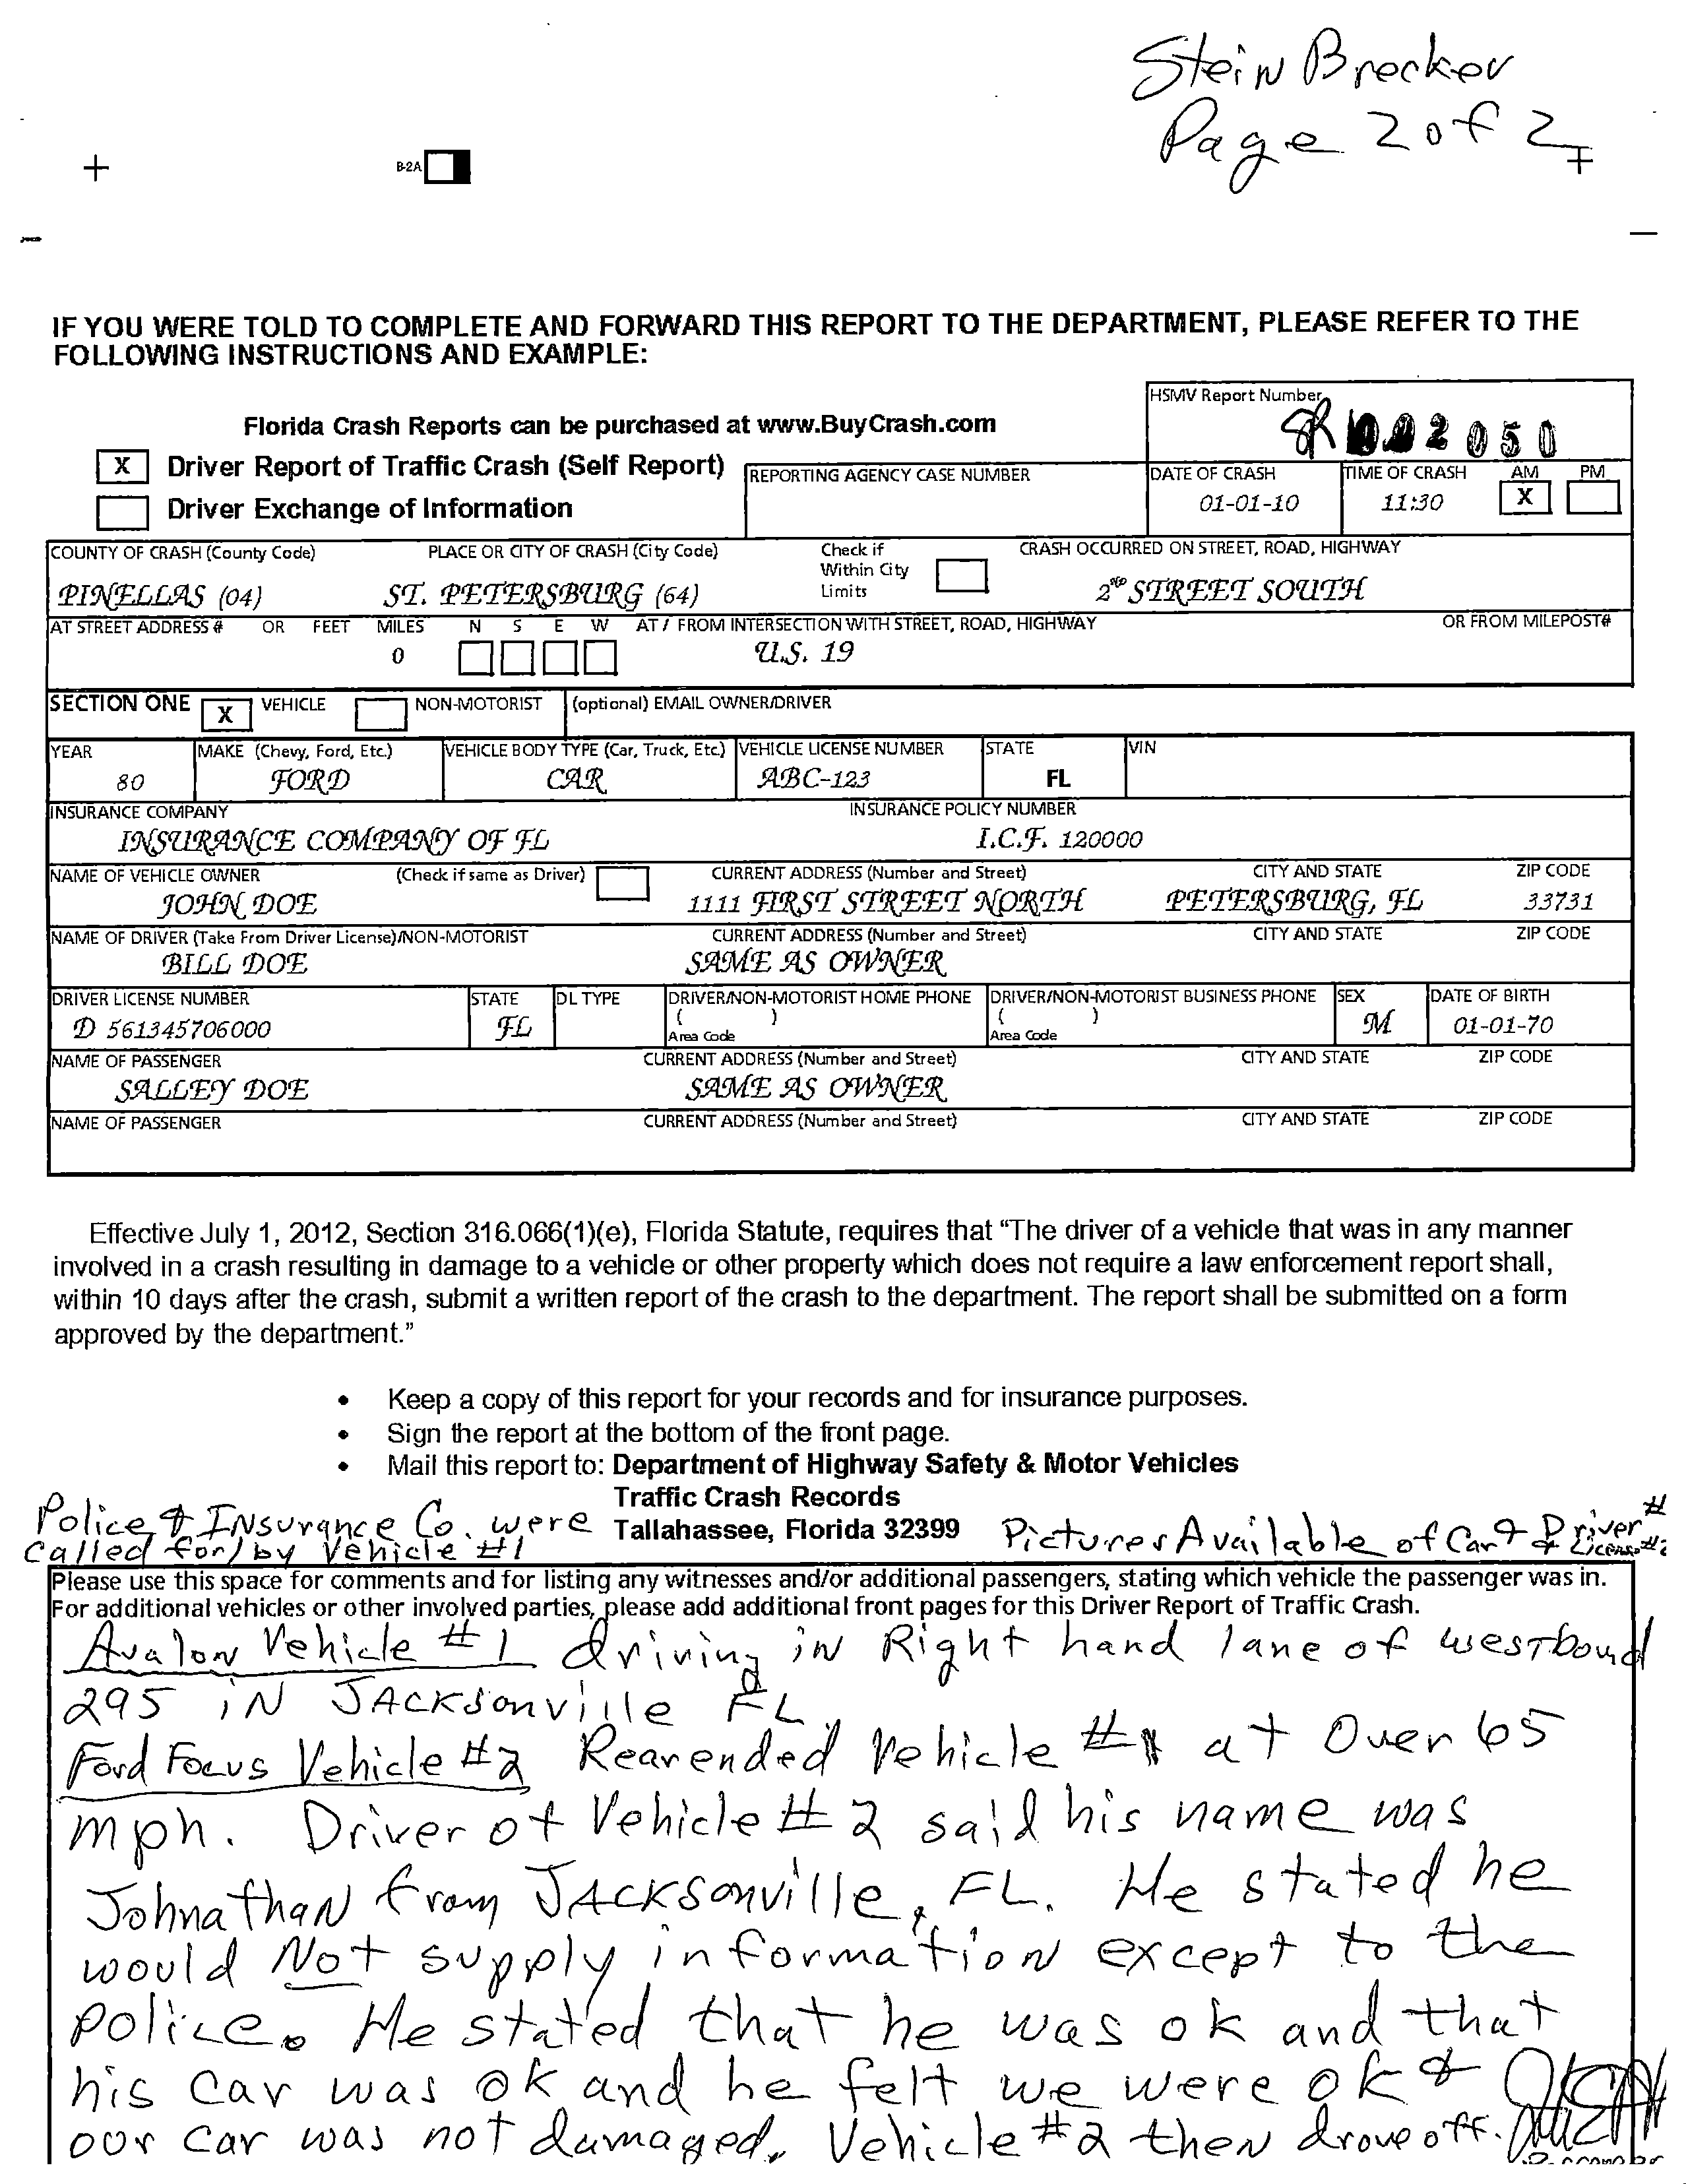 Stein Brecker
Page 2 of 2
B-2A
IF YOU WERE TOLD TO COMPLETE AND FORWARD THIS REPORT TO THE DEPARTMENT, PLEASE REFER TO THE
FOLLOWING INSTRUCTIONS AND EXAMPLE:
HSMV Report Number
002050
Florida Crash Reports can be purchased at www.BuyCrash.com
X Driver Report of Traffic Crash (Self Report)
Driver Exchange of Information
REPORTING AGENCY CASE NUMBER
DATE OF CRASH TIME OF CRASH AM PM
01-01-10 11:30 X
COUNTY OF CRASH (County Code) PLACE OR CITY OF CRASH (City Code) Check if Within City Limits CRASH OCCURRED ON STREET, ROAD, HIGHWAY
PINELLAS (04) ST. PETERSBURG (64) 2ND STREET SOUTH
AT STREET ADDRESS # OR FEET MILES N S E W AT / FROM INTERSECTION WITH STREET, ROAD, HIGHWAY OR FROM MILEPOST#
0 U.S. 19
SECTION ONE X VEHICLE NON-MOTORIST (optional) EMAIL OWNER/DRIVER
YEAR MAKE (Chevy, Ford, Etc.) VEHICLE BODY TYPE (Car, Truck, Etc.) VEHICLE LICENSE NUMBER STATE VIN
80 FORD CAR ABC-123 FL
INSURANCE COMPANY INSURANCE POLICY NUMBER
INSURANCE COMPANY OF FL I.C.F. 120000
NAME OF VEHICLE OWNER (Check if same as Driver) CURRENT ADDRESS (Number and Street) CITY AND STATE ZIP CODE
JOHN DOE 1111 FIRST STREET NORTH PETERSBURG, FL 33731
NAME OF DRIVER (Take From Driver License)/NON-MOTORIST CURRENT ADDRESS (Number and Street) CITY AND STATE ZIP CODE
BILL DOE SAME AS OWNER
DRIVER LICENSE NUMBER STATE DL TYPE DRIVER/NON-MOTORIST HOME PHONE DRIVER/NON-MOTORIST BUSINESS PHONE SEX DATE OF BIRTH
D 561345706000 FL ( ) ( ) M 01-01-70
Area Code Area Code
NAME OF PASSENGER CURRENT ADDRESS (Number and Street) CITY AND STATE ZIP CODE
SALLEY DOE SAME AS OWNER
NAME OF PASSENGER CURRENT ADDRESS (Number and Street) CITY AND STATE ZIP CODE
Effective July 1, 2012, Section 316.066(1)(e), Florida Statute, requires that “The driver of a vehicle that was in any manner
involved in a crash resulting in damage to a vehicle or other property which does not require a law enforcement report shall,
within 10 days after the crash, submit a written report of the crash to the department. The report shall be submitted on a form
approved by the department.”
• Keep a copy of this report for your records and for insurance purposes.
• Sign the report at the bottom of the front page.
• Mail this report to: Department of Highway Safety & Motor Vehicles
Traffic Crash Records
Tallahassee, Florida 32399
Police & Insurance Co. were
called for/by Vehicle #1
Pictures Available of Car & Driver #
License #2
Please use this space for comments and for listing any witnesses and/or additional passengers, stating which vehicle the passenger was in.
For additional vehicles or other involved parties, please add additional front pages for this Driver Report of Traffic Crash.
Avalon Vehicle #1 driving in Right hand lane of westbound
295 in Jacksonville FL.
Ford Focus Vehicle #2 Rearended Vehicle #1 at Over 65
mph. Driver of Vehicle #2 said his name was
Johnathan from Jacksonville, FL. He stated he
would Not supply information except to the
police. He stated that he was ok and that
his car was ok and he felt we were ok &
our car was not damaged. Vehicle #2 then drove off.